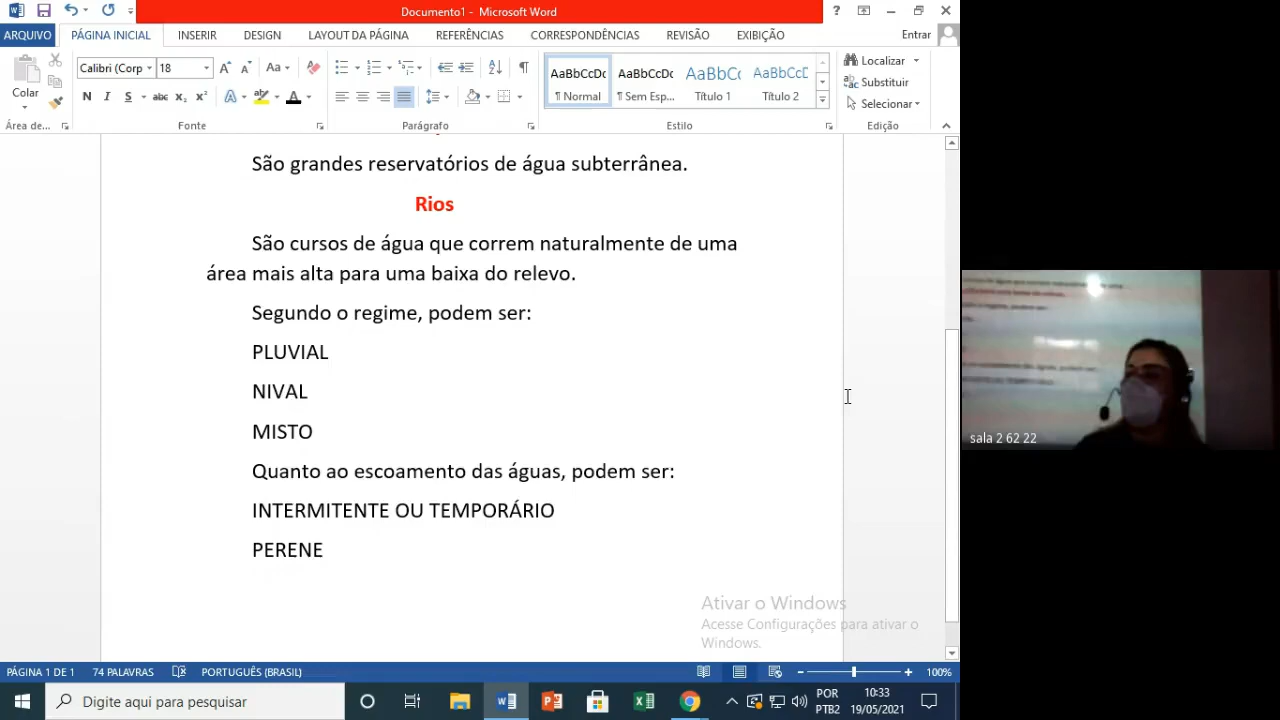 Documento1 - Microsoft Word
ARQUIVO PÁGINA INICIAL INSERIR DESIGN LAYOUT DA PÁGINA REFERÊNCIAS CORRESPONDÊNCIAS REVISÃO EXIBIÇÃO Entrar
Calibri (Corp 18 Aa
Colar
N I S abc x₂ x² A A
AaBbCcDc AaBbCcDc AaBbCc AaBbCcD
¶ Normal ¶ Sem Esp... Título 1 Título 2
Localizar
Substituir
Selecionar
Área de... Fonte Parágrafo Estilo Edição
São grandes reservatórios de água subterrânea.
Rios
São cursos de água que correm naturalmente de uma
área mais alta para uma baixa do relevo.
Segundo o regime, podem ser:
PLUVIAL
NIVAL
MISTO
Quanto ao escoamento das águas, podem ser:
INTERMITENTE OU TEMPORÁRIO
PERENE
Ativar o Windows
Acesse Configurações para ativar o
Windows.
sala 2 62 22
PÁGINA 1 DE 1 74 PALAVRAS PORTUGUÊS (BRASIL) 100%
Digite aqui para pesquisar
POR
PTB2
10:33
19/05/2021